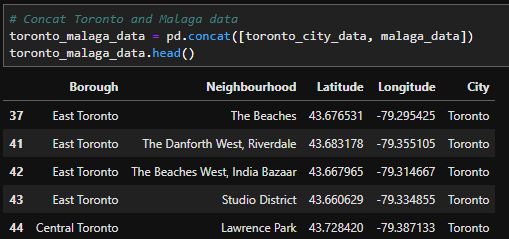 # Concat Toronto and Malaga data
toronto_malaga_data = pd.concat([toronto_city_data, malaga_data])
toronto_malaga_data.head()
Borough Neighbourhood Latitude Longitude City
37 East Toronto The Beaches 43.676531 -79.295425 Toronto
41 East Toronto The Danforth West, Riverdale 43.683178 -79.355105 Toronto
42 East Toronto The Beaches West, India Bazaar 43.667965 -79.314667 Toronto
43 East Toronto Studio District 43.660629 -79.334855 Toronto
44 Central Toronto Lawrence Park 43.728420 -79.387133 Toronto